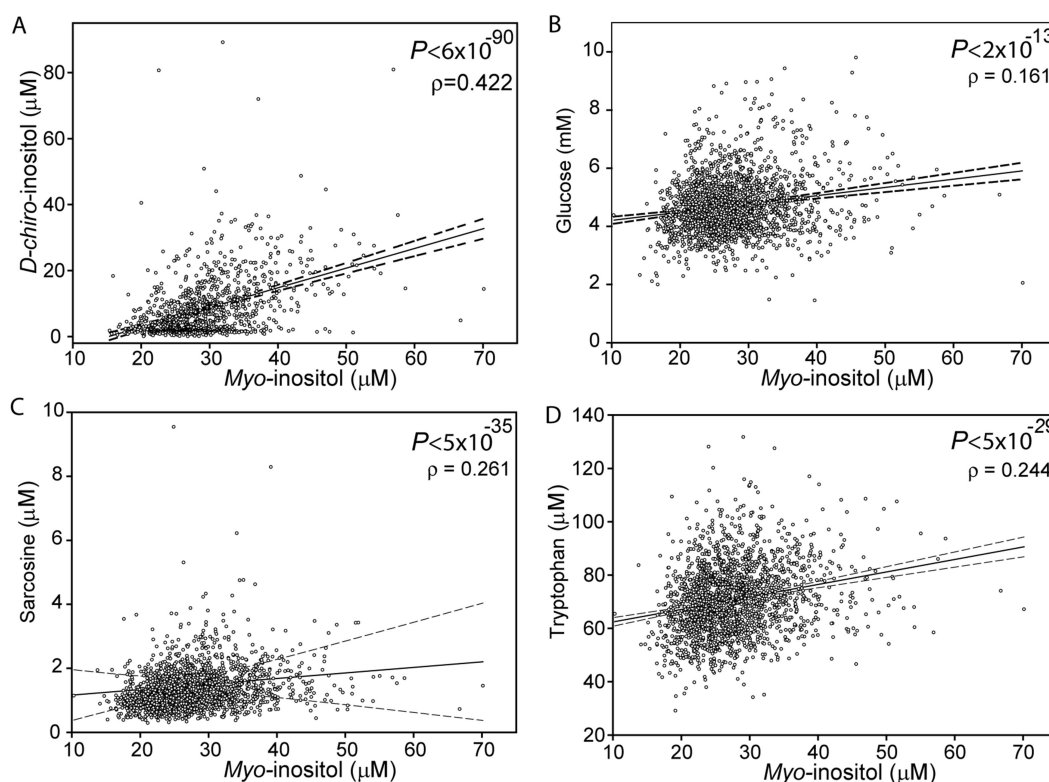 A
P<6x10^-90
ρ=0.422
D-chiro-inositol (µM)
80
60
40
20
0
10 20 30 40 50 60 70
Myo-inositol (µM)
B
P<2x10^-13
ρ = 0.161
Glucose (mM)
10
8
6
4
2
0
10 20 30 40 50 60 70
Myo-inositol (µM)
C
P<5x10^-35
ρ = 0.261
Sarcosine (µM)
10
8
6
4
2
0
10 20 30 40 50 60 70
Myo-inositol (µM)
D
P<5x10^-29
ρ = 0.244
Tryptophan (µM)
140
120
100
80
60
40
20
10 20 30 40 50 60 70
Myo-inositol (µM)